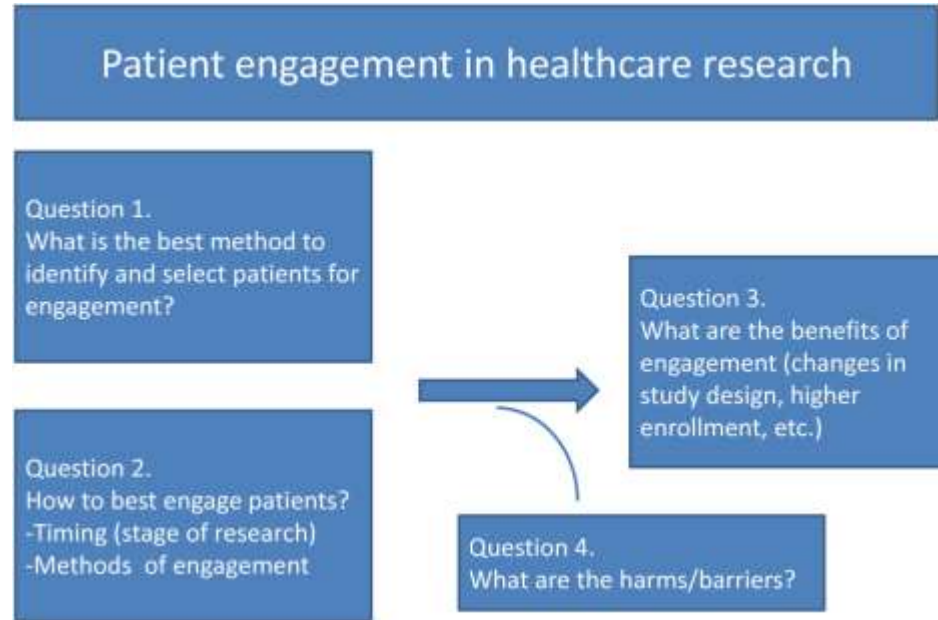 Patient engagement in healthcare research
Question 1.
What is the best method to
identify and select patients for
engagement?
Question 2.
How to best engage patients?
-Timing (stage of research)
-Methods of engagement
Question 3.
What are the benefits of
engagement (changes in
study design, higher
enrollment, etc.)
Question 4.
What are the harms/barriers?